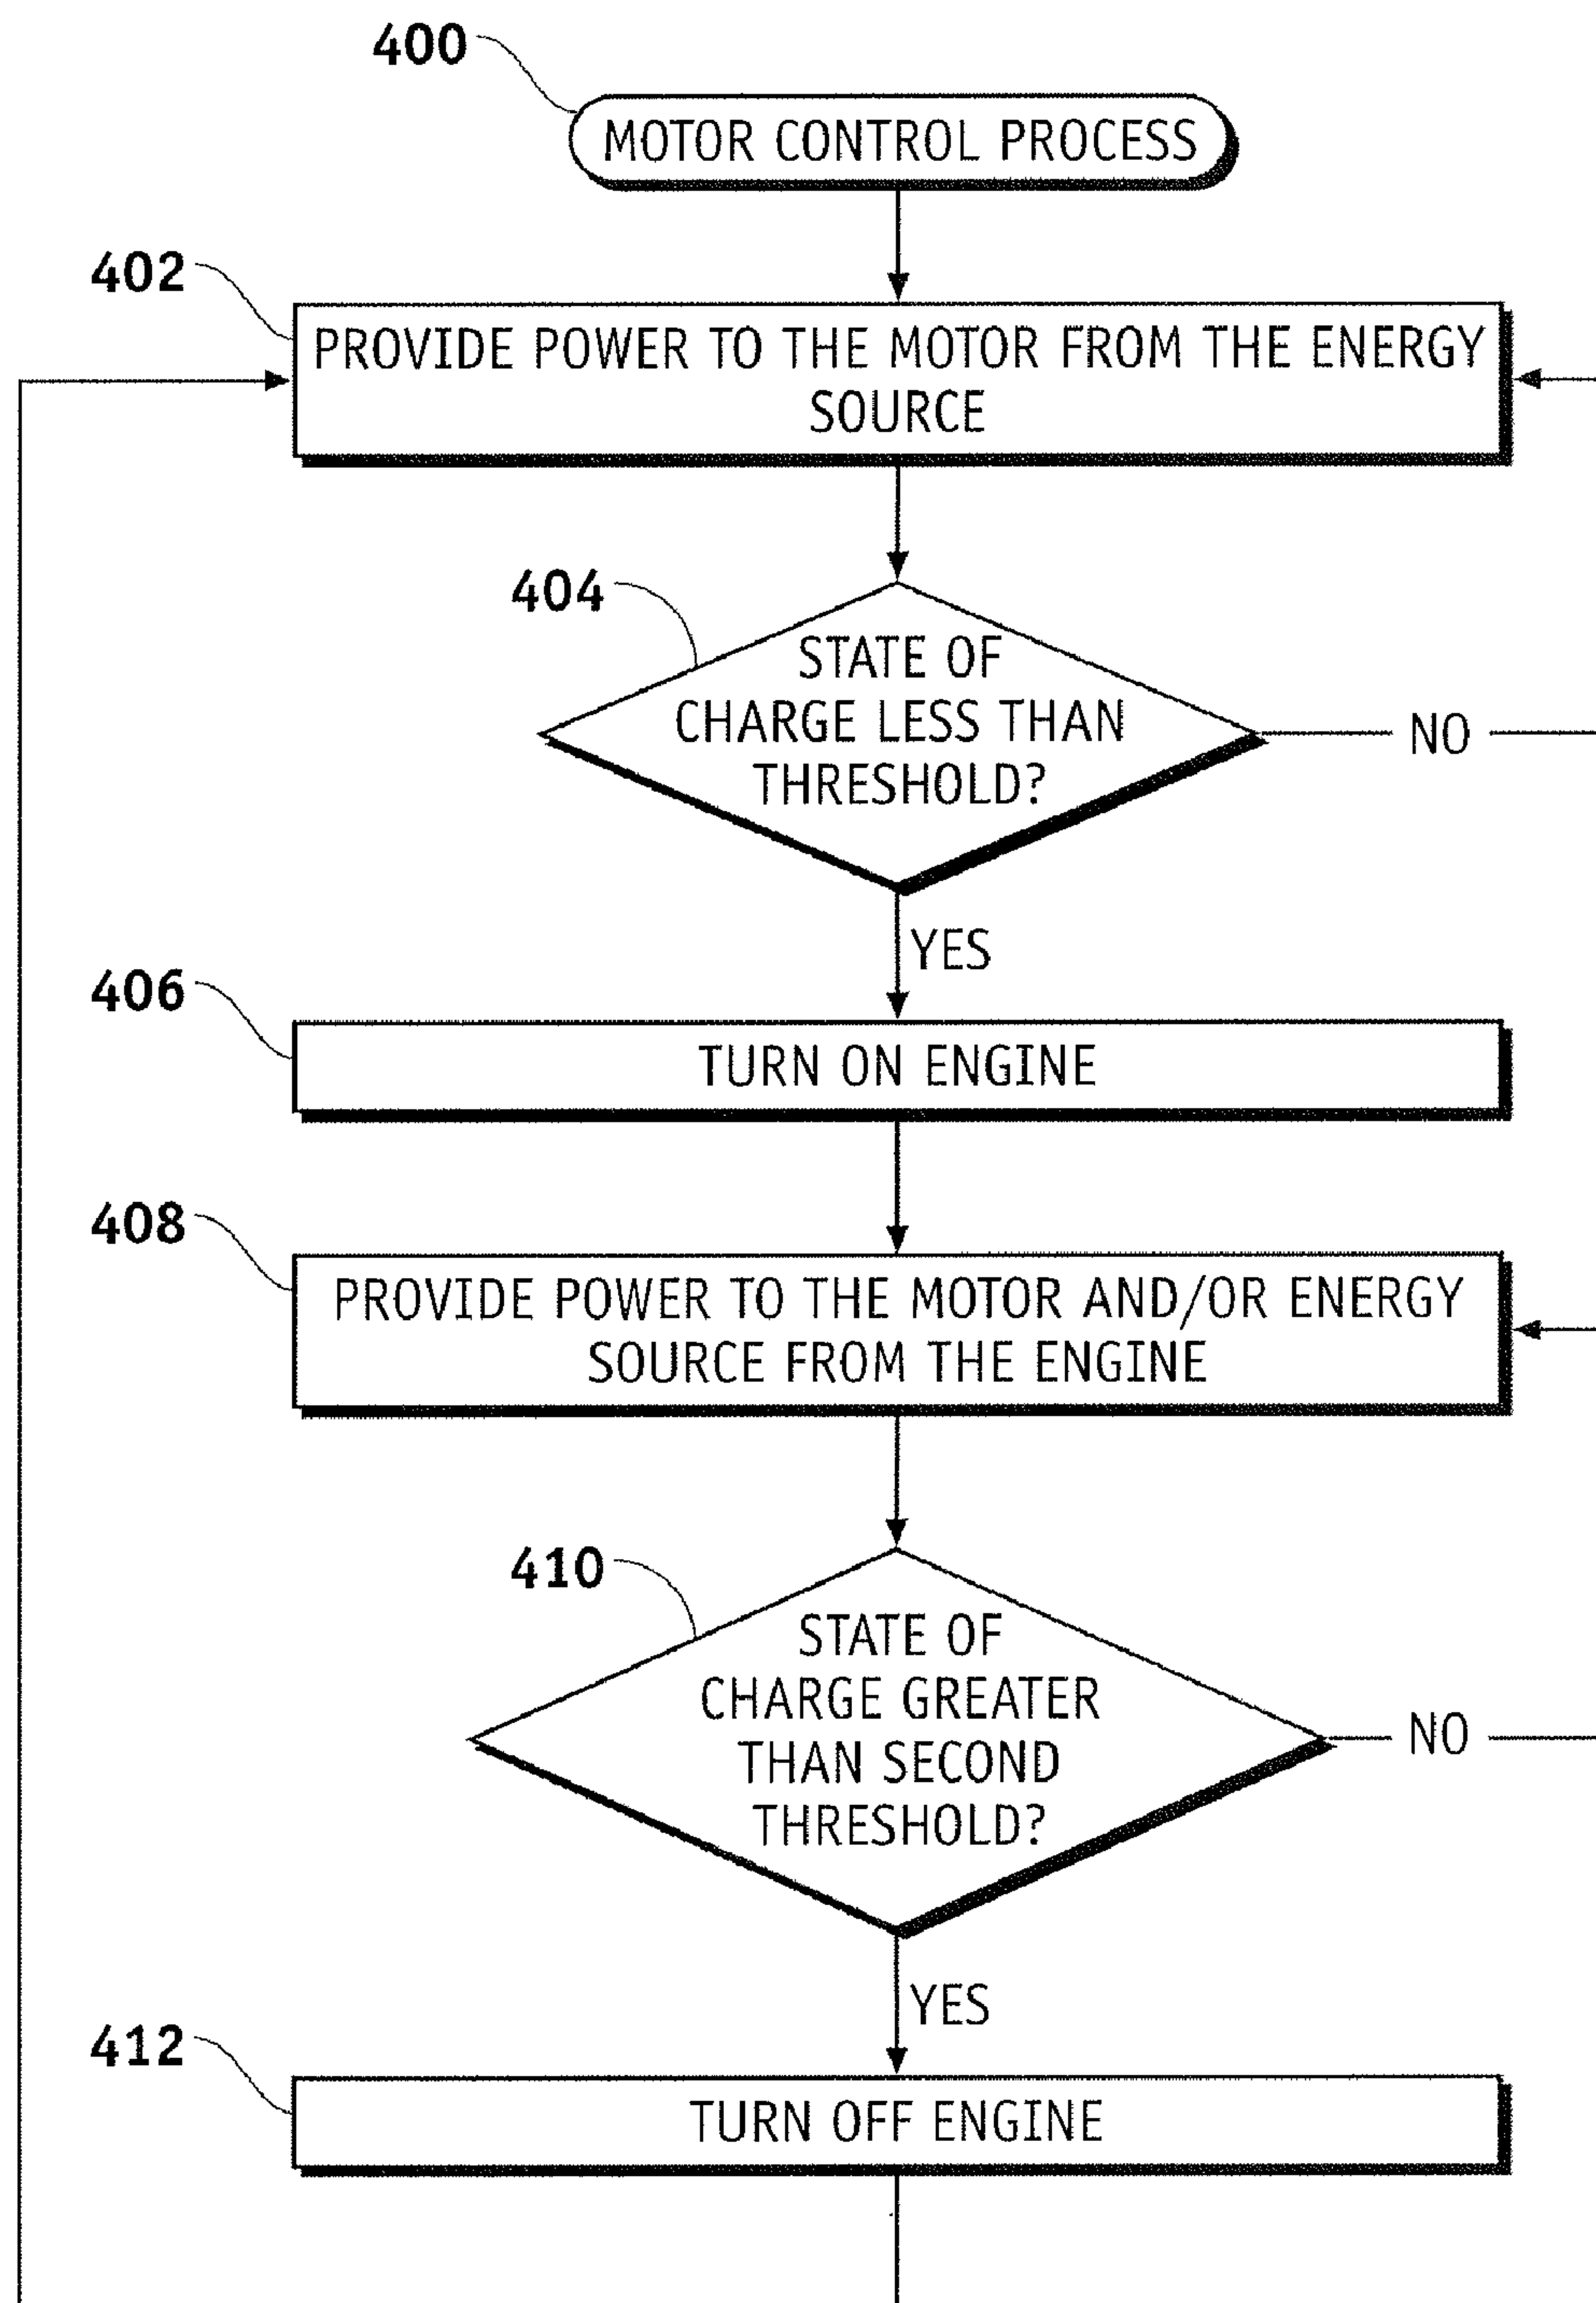 400
MOTOR CONTROL PROCESS
402
PROVIDE POWER TO THE MOTOR FROM THE ENERGY
SOURCE
404
STATE OF
CHARGE LESS THAN
THRESHOLD?
NO
YES
406
TURN ON ENGINE
408
PROVIDE POWER TO THE MOTOR AND/OR ENERGY
SOURCE FROM THE ENGINE
410
STATE OF
CHARGE GREATER
THAN SECOND
THRESHOLD?
NO
YES
412
TURN OFF ENGINE